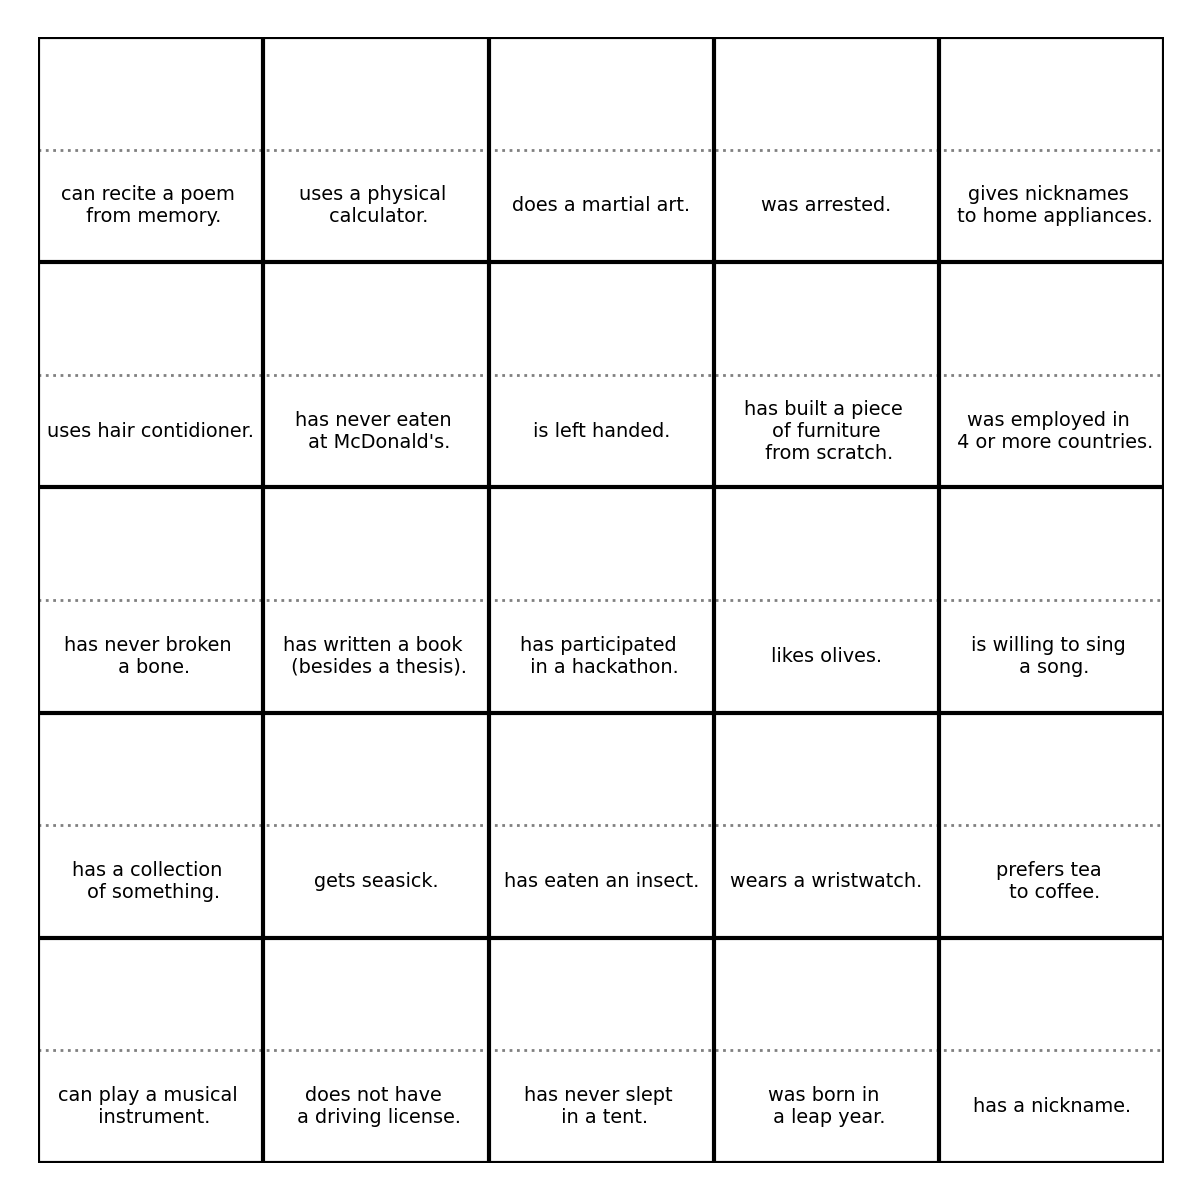 can recite a poem
from memory.
uses a physical
calculator.
does a martial art.
was arrested.
gives nicknames
to home appliances.
uses hair contidioner.
has never eaten
at McDonald's.
is left handed.
has built a piece
of furniture
from scratch.
was employed in
4 or more countries.
has never broken
a bone.
has written a book
(besides a thesis).
has participated
in a hackathon.
likes olives.
is willing to sing
a song.
has a collection
of something.
gets seasick.
has eaten an insect.
wears a wristwatch.
prefers tea
to coffee.
can play a musical
instrument.
does not have
a driving license.
has never slept
in a tent.
was born in
a leap year.
has a nickname.